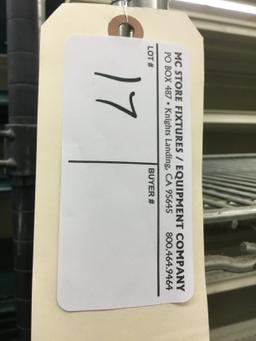 MC STORE FIXTURES / EQUIPMENT COMPANY
PO BOX 487 • Knights Landing, CA 95645
800.464.9464
LOT #
BUYER #
17